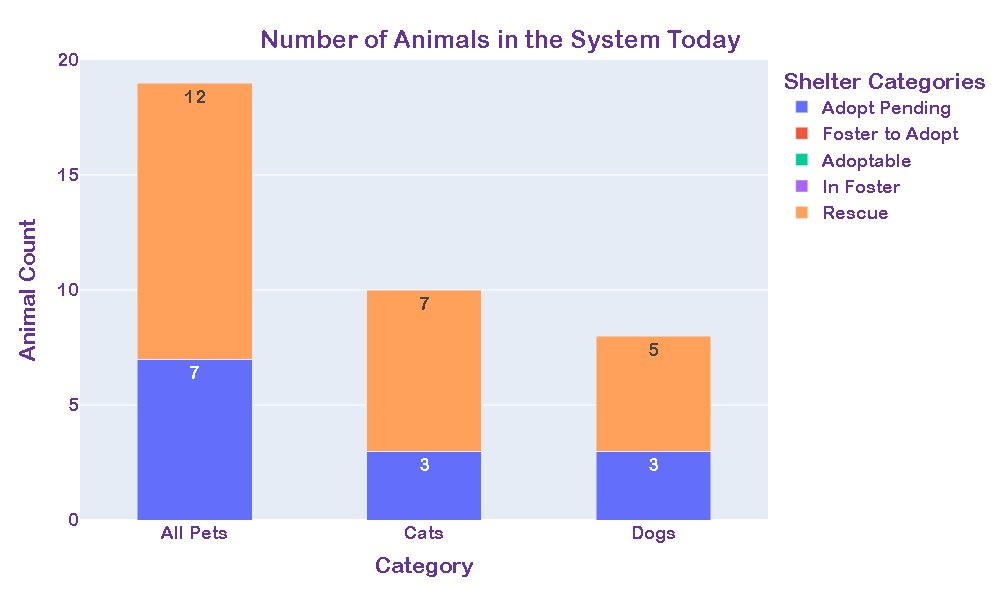 Number of Animals in the System Today
Shelter Categories
Adopt Pending
Foster to Adopt
Adoptable
In Foster
Rescue
Animal Count
20
15
10
5
0
12
7
7
3
5
3
All Pets
Cats
Dogs
Category